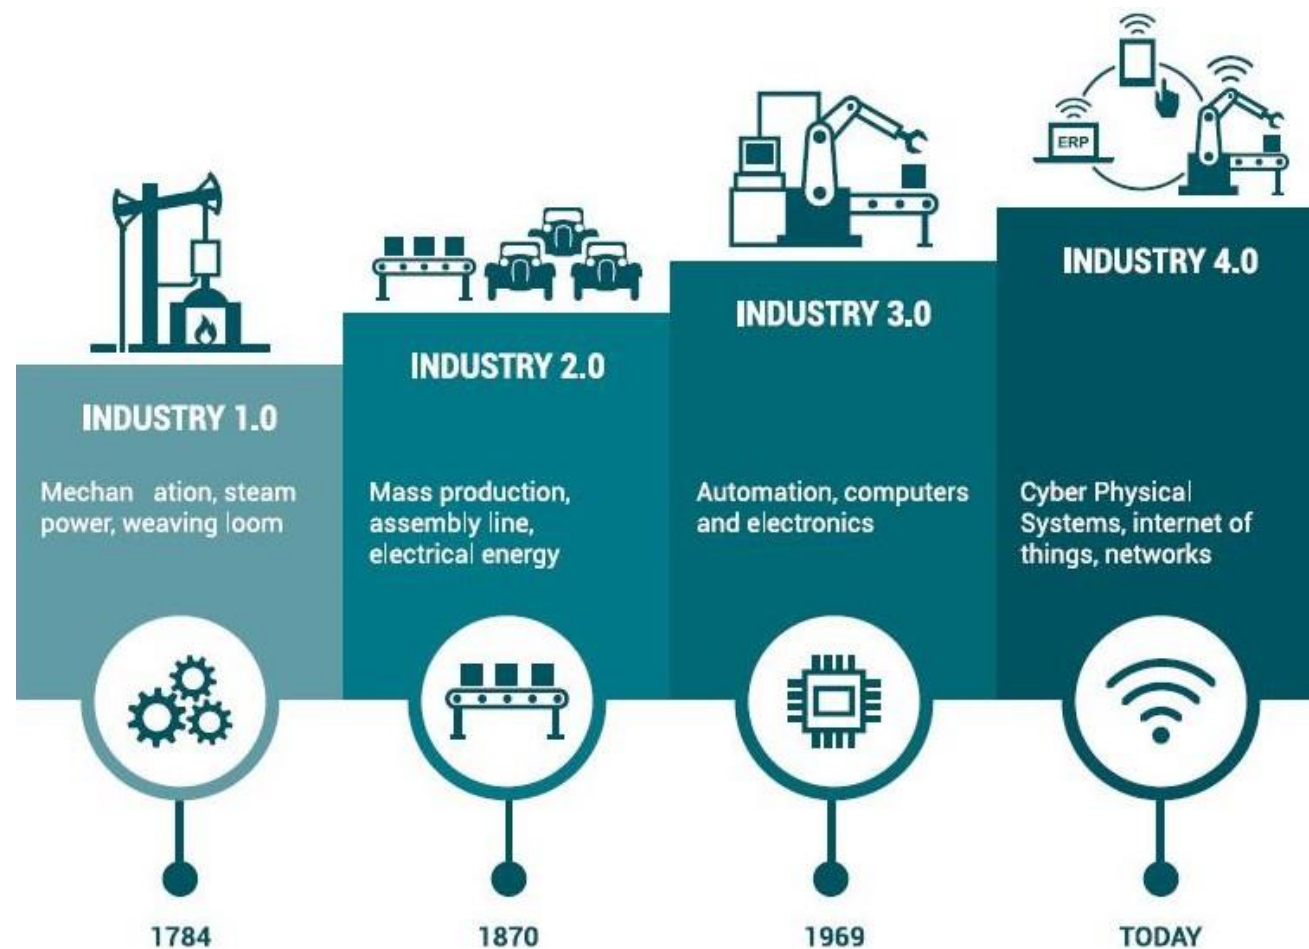 ERP
INDUSTRY 1.0
Mechan ation, steam
power, weaving loom
INDUSTRY 2.0
Mass production,
assembly line,
electrical energy
INDUSTRY 3.0
Automation, computers
and electronics
INDUSTRY 4.0
Cyber Physical
Systems, internet of
things, networks
1784
1870
1969
TODAY